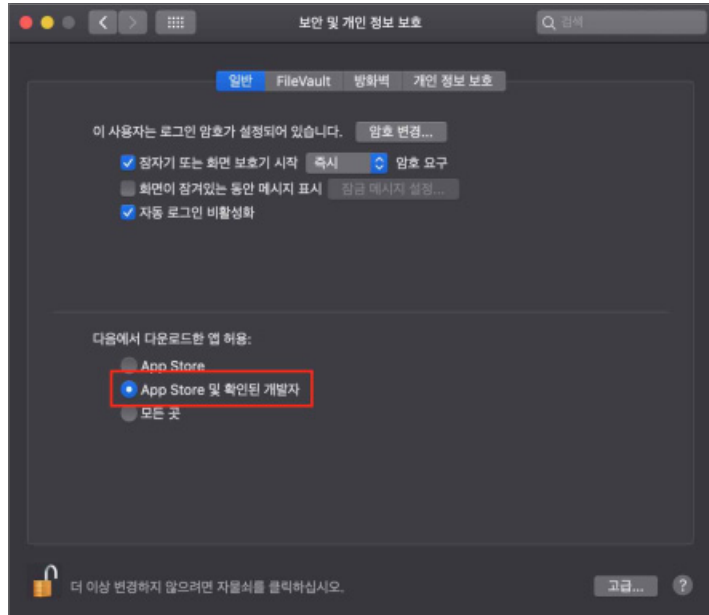 보안 및 개인 정보 보호
검색
일반 FileVault 방화벽 개인 정보 보호
이 사용자는 로그인 암호가 설정되어 있습니다. 암호 변경...
잠자기 또는 화면 보호기 시작 즉시 암호 요구
화면이 잠겨있는 동안 메시지 표시 잠금 메시지 설정...
자동 로그인 비활성화
다음에서 다운로드한 앱 허용:
App Store
App Store 및 확인된 개발자
모든 곳
더 이상 변경하지 않으려면 자물쇠를 클릭하십시오.
고급... ?